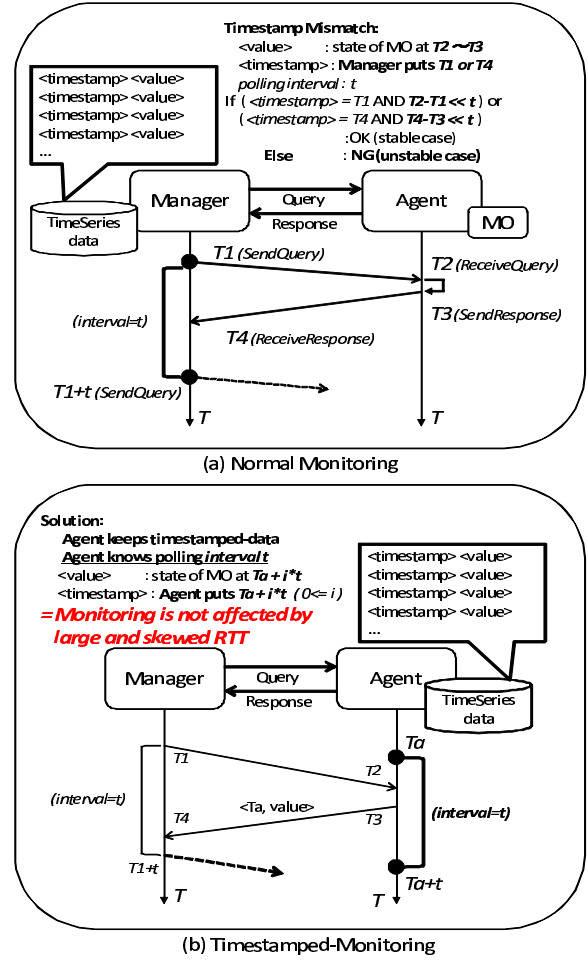 Timestamp Mismatch:
<value> : state of MO at T2～T3
<timestamp> : Manager puts T1 or T4
polling interval : t
If ( <timestamp> = T1 AND T2-T1 << t ) or
( <timestamp> = T4 AND T4-T3 << t )
:OK (stable case)
Else : NG(unstable case)
<timestamp> <value>
<timestamp> <value>
<timestamp> <value>
<timestamp> <value>
...
Manager
Query
Response
Agent
MO
TimeSeries
data
T1 (SendQuery)
T2 (ReceiveQuery)
(interval=t)
T3 (SendResponse)
T4 (ReceiveResponse)
T1+t (SendQuery)
T
T
(a) Normal Monitoring
Solution:
Agent keeps timestamped-data
Agent knows polling interval t
<value> : state of MO at Ta + i*t
<timestamp> : Agent puts Ta + i*t ( 0<= i )
= Monitoring is not affected by
large and skewed RTT
<timestamp> <value>
<timestamp> <value>
<timestamp> <value>
<timestamp> <value>
...
Manager
Query
Response
Agent
TimeSeries
data
Ta
T1
T2
(interval=t)
<Ta, value>
(interval=t)
T4
T3
T1+t
Ta+t
T
T
(b) Timestamped-Monitoring